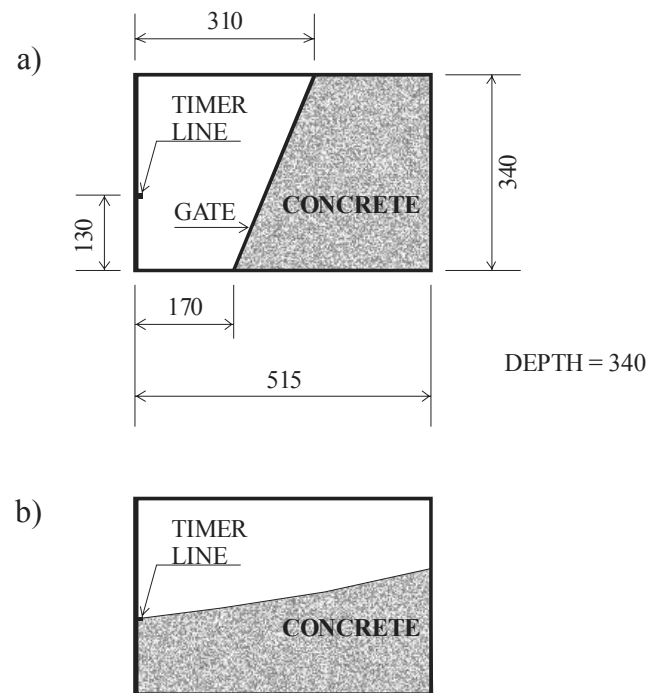 310
a)
TIMER
LINE
340
CONCRETE
GATE
130
170
515
DEPTH = 340
b)
TIMER
LINE
CONCRETE